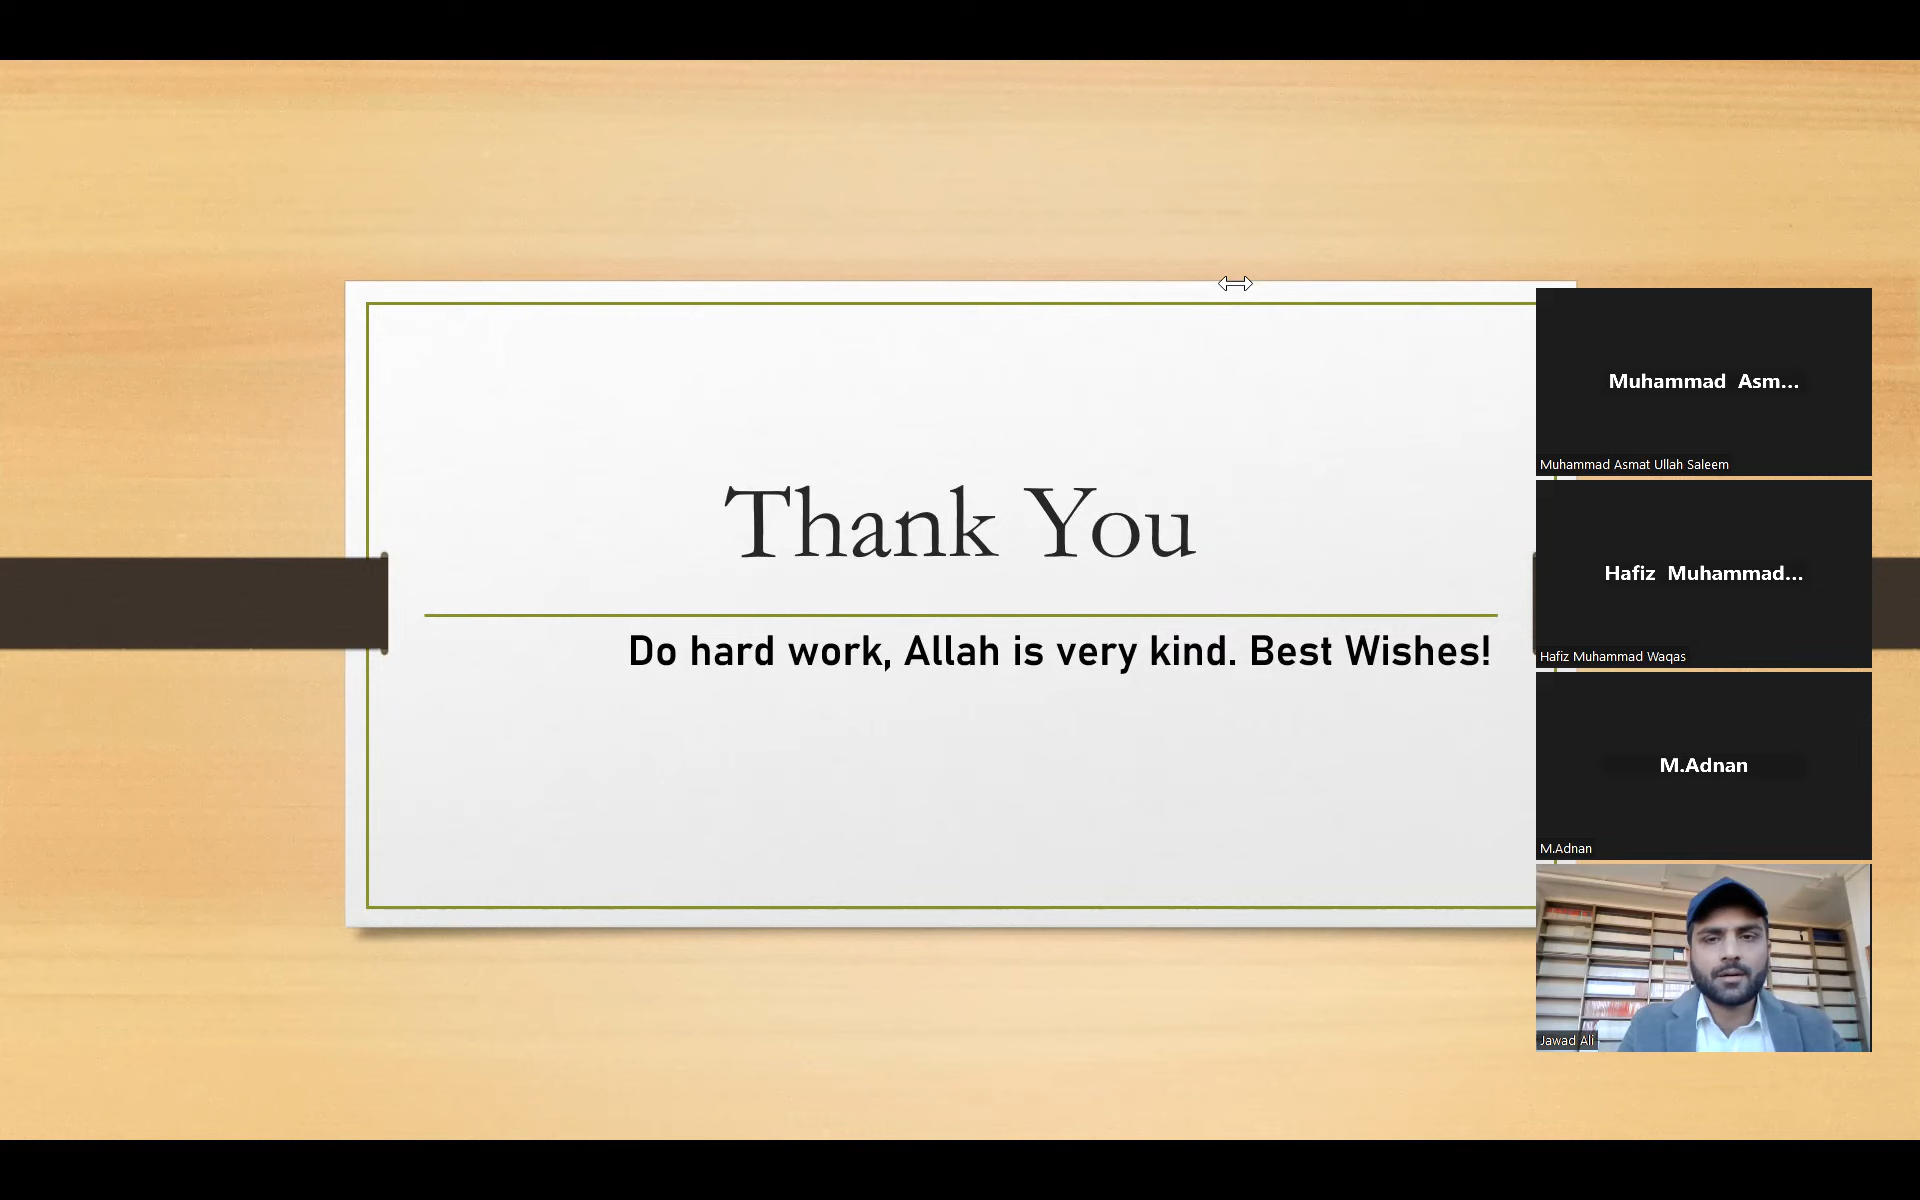 Thank You
Do hard work, Allah is very kind. Best Wishes!
Muhammad Asm...
Muhammad Asmat Ullah Saleem
Hafiz Muhammad...
Hafiz Muhammad Waqas
M.Adnan
M.Adnan
Jawad Ali